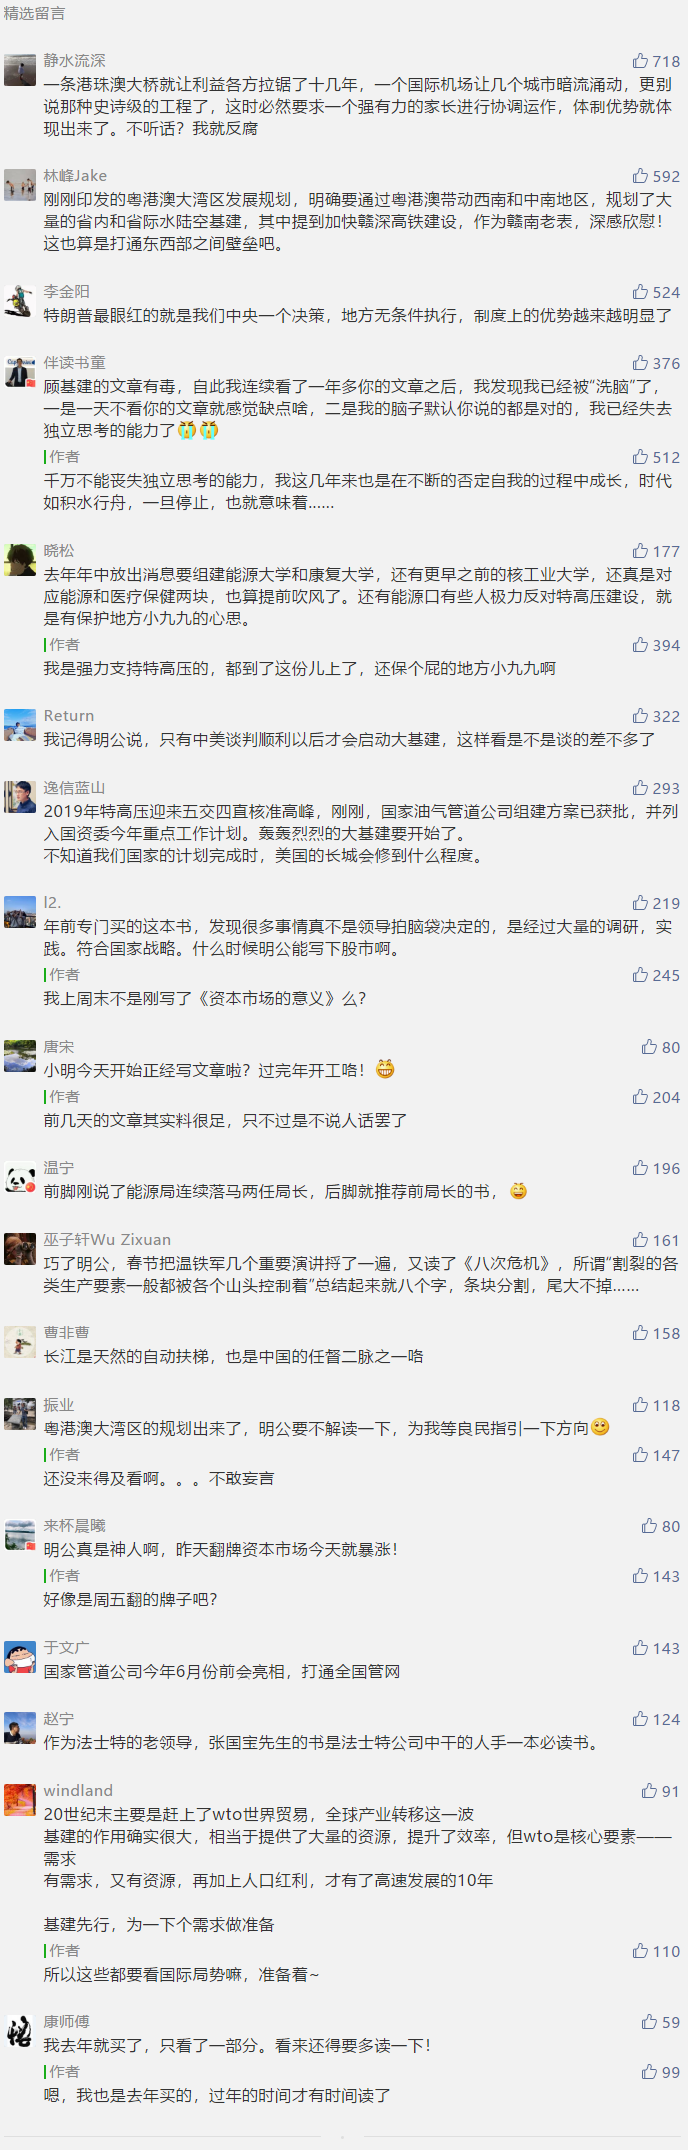 精选留言
静水流深
718
一条港珠澳大桥就让利益各方拉锯了十几年，一个国际机场让几个城市暗流涌动，更别
说那种史诗级的工程了，这时必然要求一个强有力的家长进行协调运作，体制优势就体
现出来了。不听话？我就反腐
林峰Jake
592
刚刚印发的粤港澳大湾区发展规划，明确要通过粤港澳带动西南和中南地区，规划了大
量的省内和省际水陆空基建，其中提到加快赣深高铁建设，作为赣南老表，深感欣慰！
这也算是打通东西部之间壁垒吧。
李金阳
524
特朗普最眼红的就是我们中央一个决策，地方无条件执行，制度上的优势越来越明显了
伴读书童
376
顾基建的文章有毒，自此我连续看了一年多你的文章之后，我发现我已经被“洗脑”了，
一是一天不看你的文章就感觉缺点啥，二是我的脑子默认你说的都是对的，我已经失去
独立思考的能力了😭😭
作者
512
千万不能丧失独立思考的能力，我这几年来也是在不断的否定自我的过程中成长，时代
如积水行舟，一旦停止，也就意味着......
晓松
177
去年年中放出消息要组建能源大学和康复大学，还有更早之前的核工业大学，还真是对
应能源和医疗保健两块，也算提前吹风了。还有能源口有些人极力反对特高压建设，就
是有保护地方小九九的心思。
作者
394
我是强力支持特高压的，都到了这份儿上了，还保个屁的地方小九九啊
Return
322
我记得明公说，只有中美谈判顺利以后才会启动大基建，这样看是不是谈的差不多了
逸信蓝山
293
2019年特高压迎来五交四直核准高峰，刚刚，国家油气管道公司组建方案已获批，并列
入国资委今年重点工作计划。轰轰烈烈的大基建要开始了。
不知道我们国家的计划完成时，美国的长城会修到什么程度。
l2.
219
年前专门买的这本书，发现很多事情真不是领导拍脑袋决定的，是经过大量的调研，实
践。符合国家战略。什么时候明公能写下股市啊。
作者
245
我上周末不是刚写了《资本市场的意义》么？
唐宋
80
小明今天开始正经写文章啦？过完年开工咯！😁
作者
204
前几天的文章其实料很足，只不过是不说人话罢了
温宁
196
前脚刚说了能源局连续落马两任局长，后脚就推荐前局长的书，😄
巫子轩Wu Zixuan
161
巧了明公，春节把温铁军几个重要演讲捋了一遍，又读了《八次危机》，所谓“割裂的各
类生产要素一般都被各个山头控制着”总结起来就八个字，条块分割，尾大不掉......
曹非曹
158
长江是天然的自动扶梯，也是中国的任督二脉之一咯
振业
118
粤港澳大湾区的规划出来了，明公要不解读一下，为我等良民指引一下方向🙂
作者
147
还没来得及看啊。。。不敢妄言
来杯晨曦
80
明公真是神人啊，昨天翻牌资本市场今天就暴涨！
作者
143
好像是周五翻的牌子吧？
于文广
143
国家管道公司今年6月份前会亮相，打通全国管网
赵宁
124
作为法士特的老领导，张国宝先生的书是法士特公司中干的人手一本必读书。
windland
91
20世纪末主要是赶上了wto世界贸易，全球产业转移这一波
基建的作用确实很大，相当于提供了大量的资源，提升了效率，但wto是核心要素——
需求
有需求，又有资源，再加上人口红利，才有了高速发展的10年
基建先行，为一下个需求做准备
作者
110
所以这些都要看国际局势嘛，准备着~
康师傅
59
我去年就买了，只看了一部分。看来还得要多读一下！
作者
99
嗯，我也是去年买的，过年的时间才有时间读了